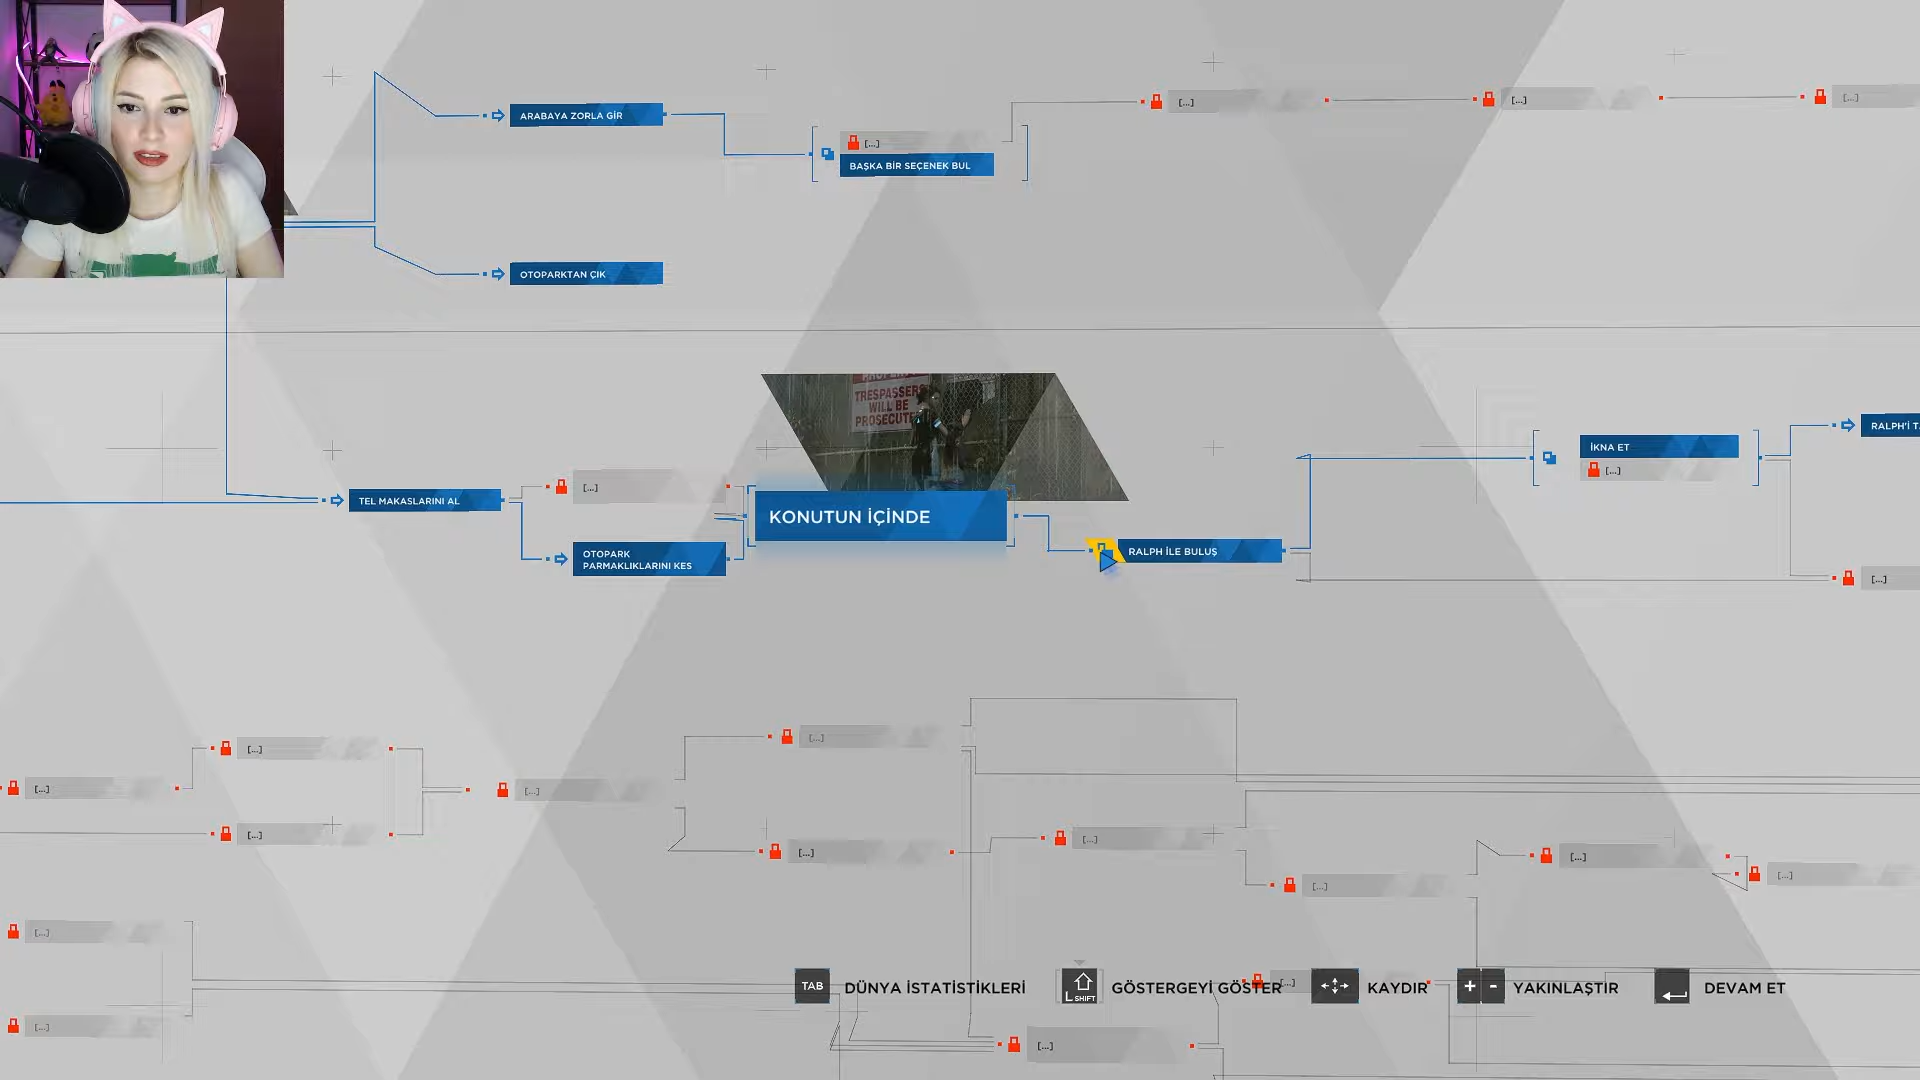 [...]
[...]
[...]
ARABAYA ZORLA GİR
[...]
BAŞKA BİR SEÇENEK BUL
OTOPARKTAN ÇIK
TRESPASSERS
WILL BE
RALPH'İ T
İKNA ET
[...]
[...]
TEL MAKASLARINI AL
KONUTUN İÇİNDE
OTOPARK
PARMAKLIKLARINI KES
RALPH İLE BULUŞ
[...]
[...]
[...]
[...]
[...]
[...]
[...]
[...]
[...]
[...]
[...]
[...]
[...]
TAB
DÜNYA İSTATİSTİKLERİ
L SHIFT
GÖSTERGEYİ GÖSTER
[...]
KAYDIR
+ -
YAKINLAŞTIR
DEVAM ET
[...]
[...]